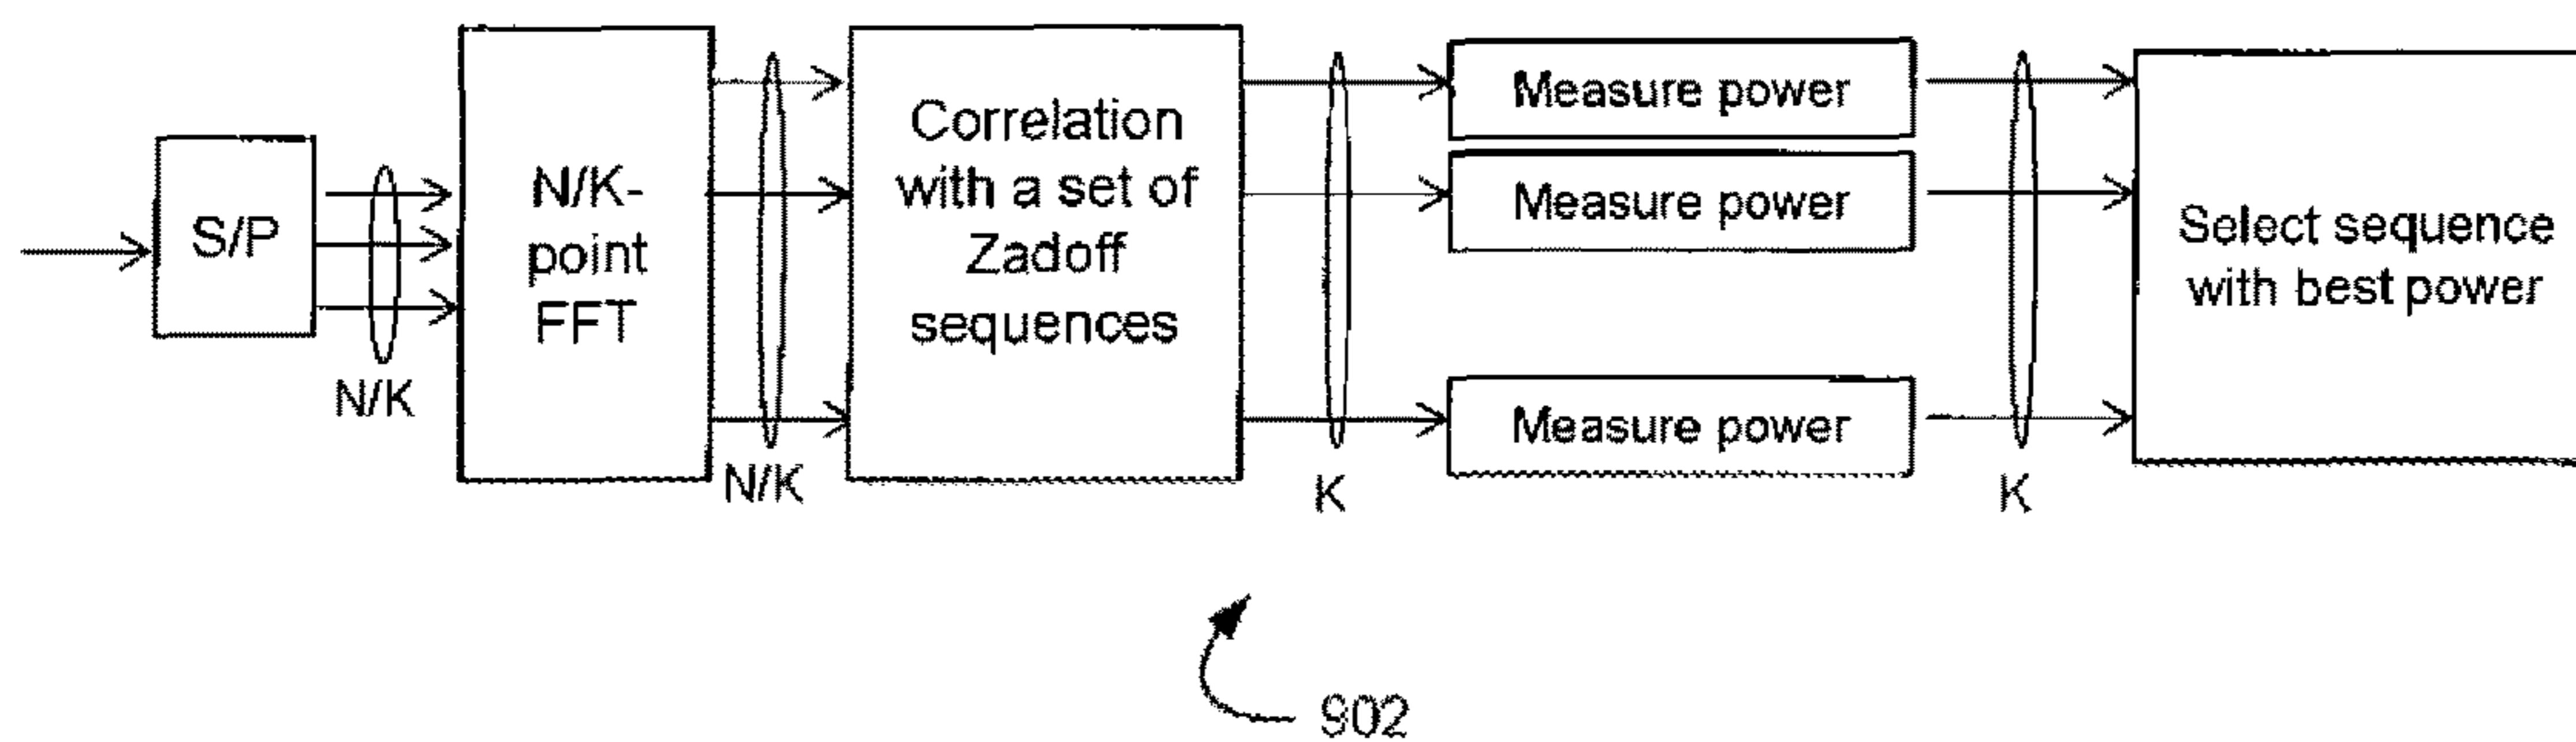 S/P
N/K
N/K-
point
FFT
N/K
Correlation
with a set of
Zadoff
sequences
K
Measure power
Measure power
Measure power
K
Select sequence
with best power
902